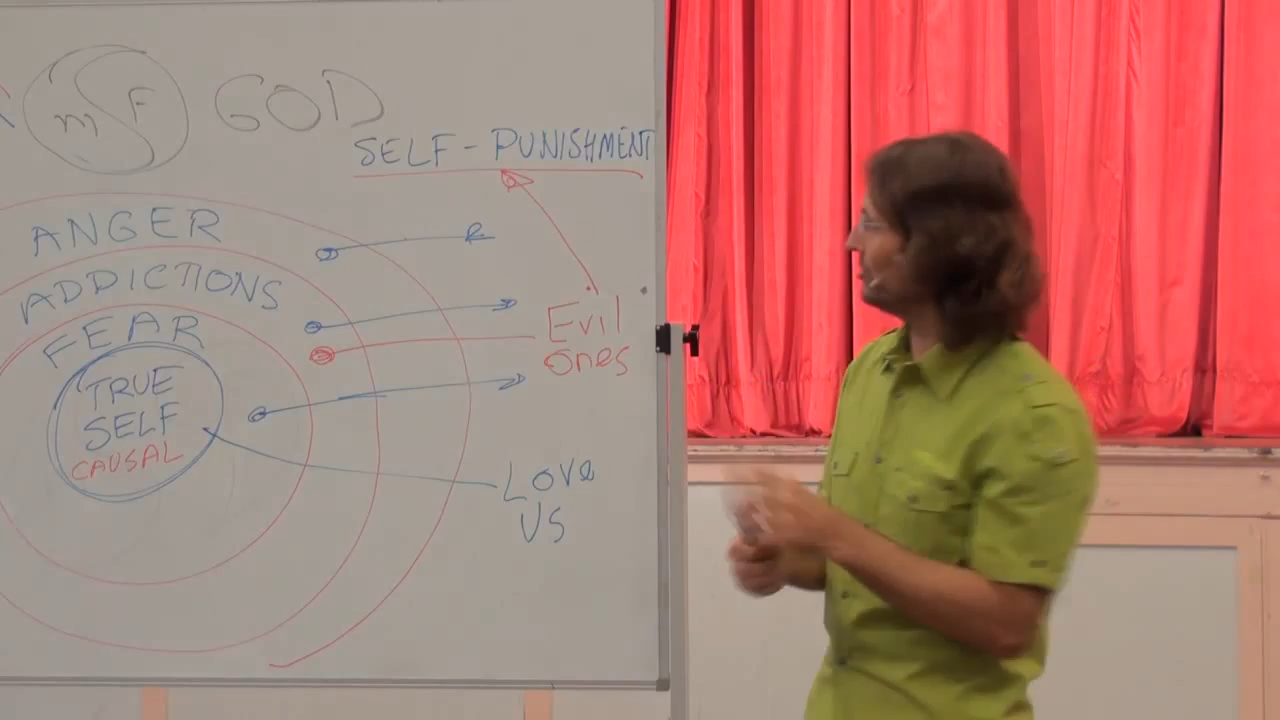 m F GOD
SELF - PUNISHMENT
ANGER
ADDICTIONS
FEAR
TRUE
SELF
CAUSAL
Evil
ones
Love
US